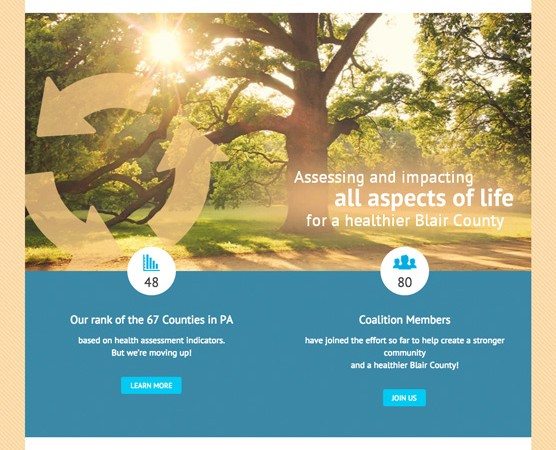 Assessing and impacting
all aspects of life
for a healthier Blair County
48
Our rank of the 67 Counties in PA
based on health assessment indicators.
But we're moving up!
LEARN MORE
80
Coalition Members
have joined the effort so far to help create a stronger
community
and a healthier Blair County!
JOIN US